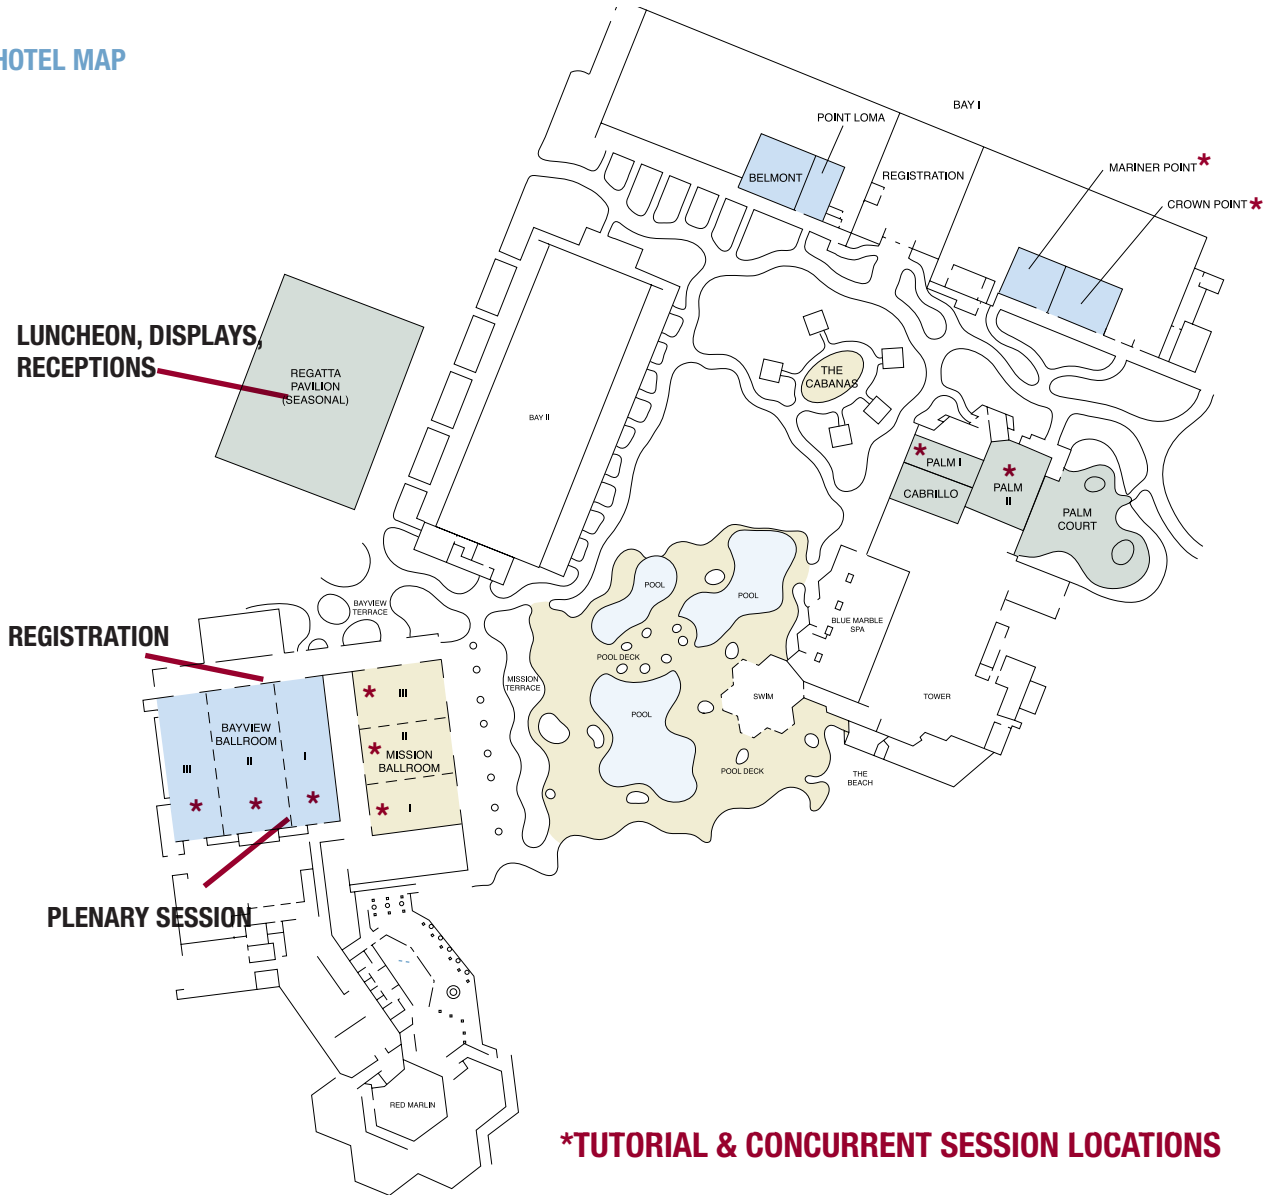 HOTEL MAP
BAY I
POINT LOMA
MARINER POINT*
BELMONT
REGISTRATION
CROWN POINT*
LUNCHEON, DISPLAYS,
RECEPTIONS
REGATTA
PAVILION
(SEASONAL)
THE
CABANAS
BAY II
* PALM I
*
PALM
II
CABRILLO
PALM
COURT
POOL
POOL
BAYVIEW
TERRACE
BLUE MARBLE
SPA
REGISTRATION
POOL DECK
MISSION
TERRACE
SWIM
TOWER
* III
POOL
BAYVIEW
BALLROOM
II
* MISSION
BALLROOM
I
II
III
POOL DECK
THE
BEACH
* * *
* I
PLENARY SESSION
RED MARLIN
*TUTORIAL & CONCURRENT SESSION LOCATIONS